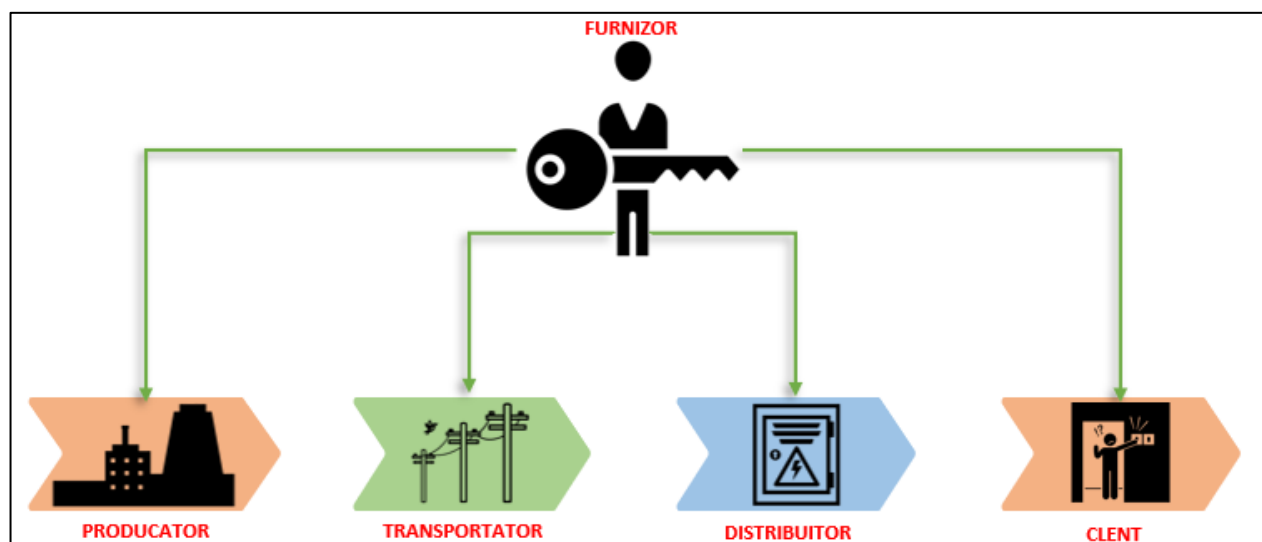 FURNIZOR
PRODUCATOR
TRANSPORTATOR
DISTRIBUITOR
CLENT